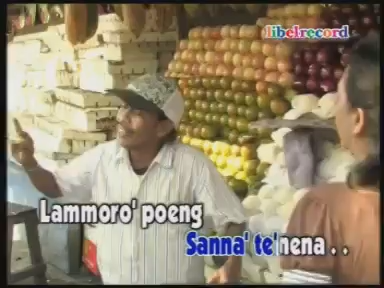 libelrecord
Lammoro' poeng
Sanna' te'nena . .